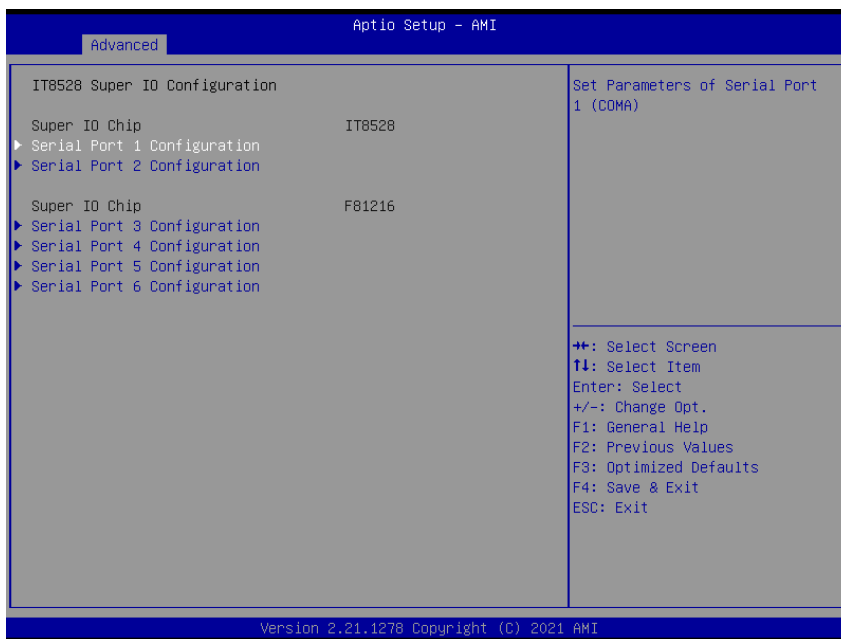 Aptio Setup – AMI
Advanced
IT8528 Super IO Configuration
Super IO Chip IT8528
Serial Port 1 Configuration
Serial Port 2 Configuration
Super IO Chip F81216
Serial Port 3 Configuration
Serial Port 4 Configuration
Serial Port 5 Configuration
Serial Port 6 Configuration
Set Parameters of Serial Port
1 (COMA)
→←: Select Screen
↑↓: Select Item
Enter: Select
+/-: Change Opt.
F1: General Help
F2: Previous Values
F3: Optimized Defaults
F4: Save & Exit
ESC: Exit
Version 2.21.1278 Copyright (C) 2021 AMI